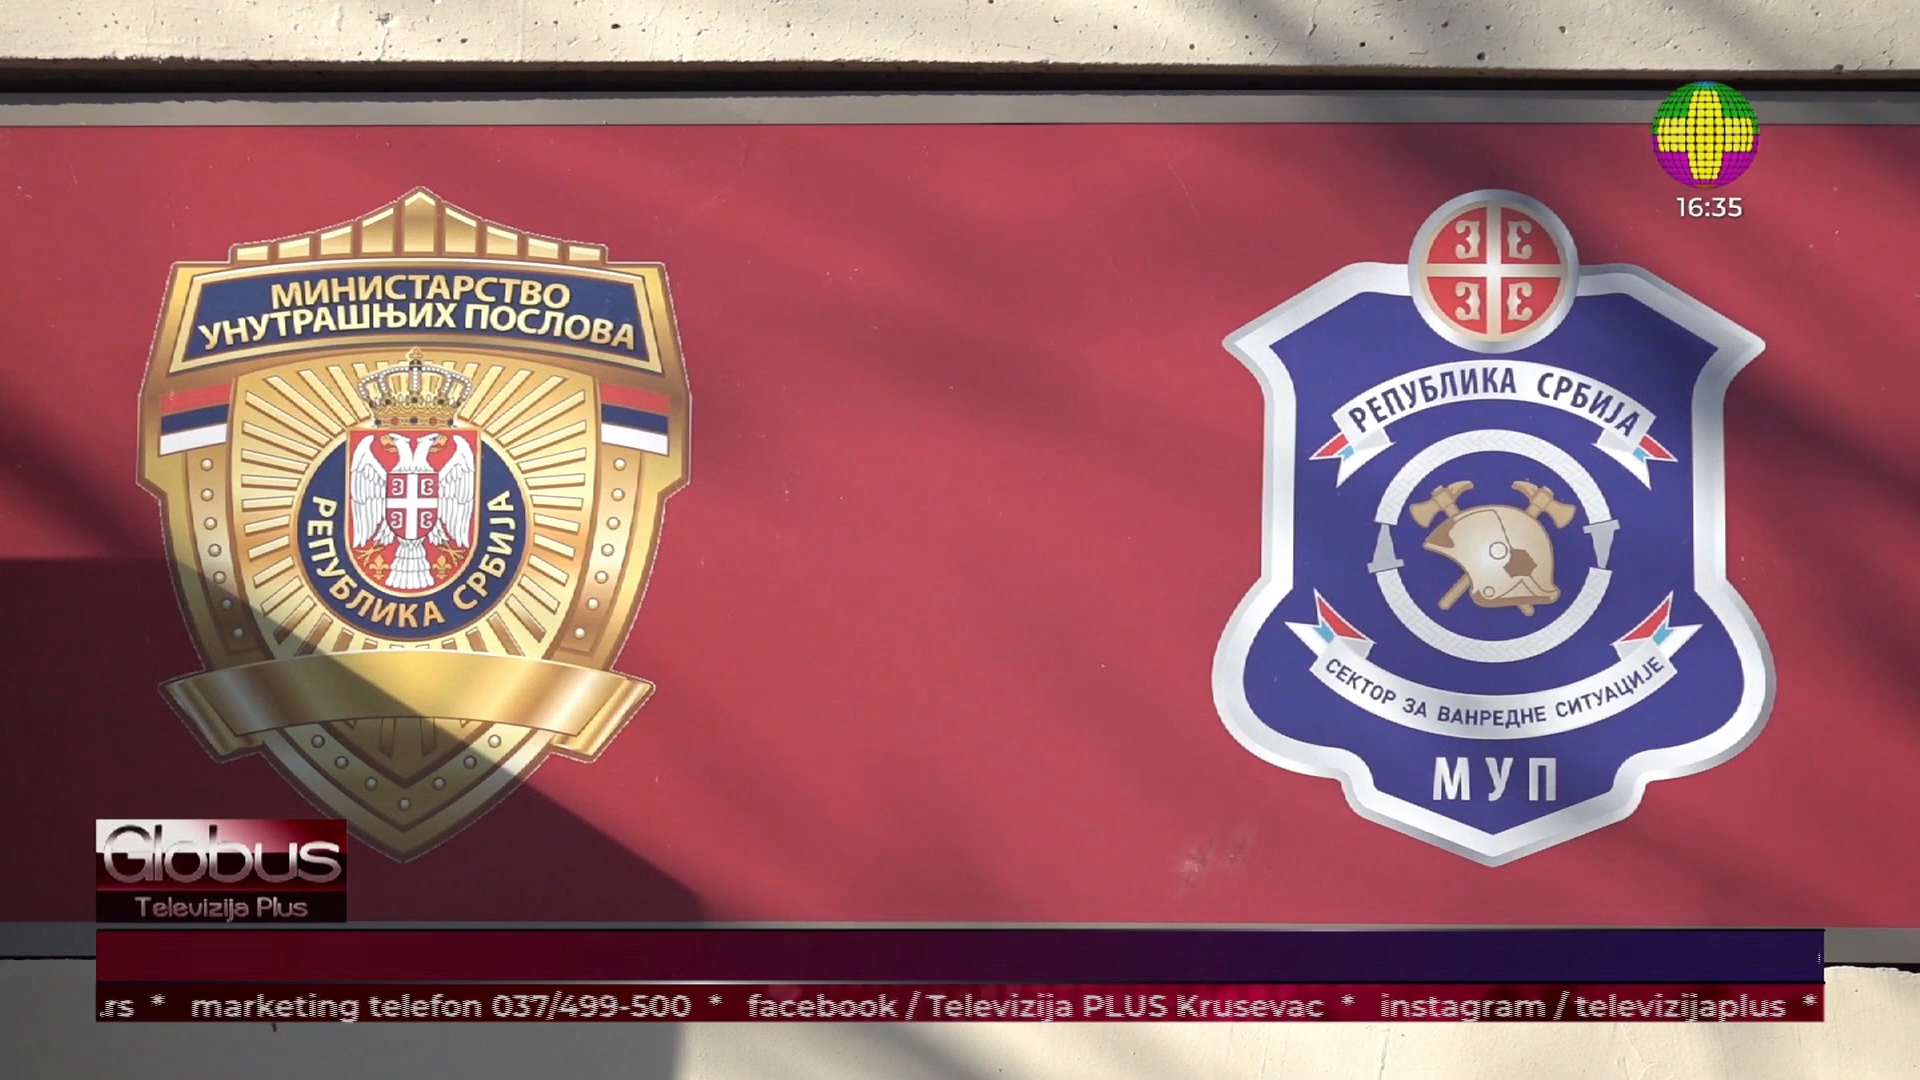 16:35
МИНИСТАРСТВО
УНУТРАШЊИХ ПОСЛОВА
РЕПУБЛИКА СРБИЈА
РЕПУБЛИКА СРБИЈА
СЕКТОР ЗА ВАНРЕДНЕ СИТУАЦИЈЕ
МУП
Globus
Televizija Plus
.rs * marketing telefon 037/499-500 * facebook / Televizija PLUS Krusevac * instagram / televizijaplus *